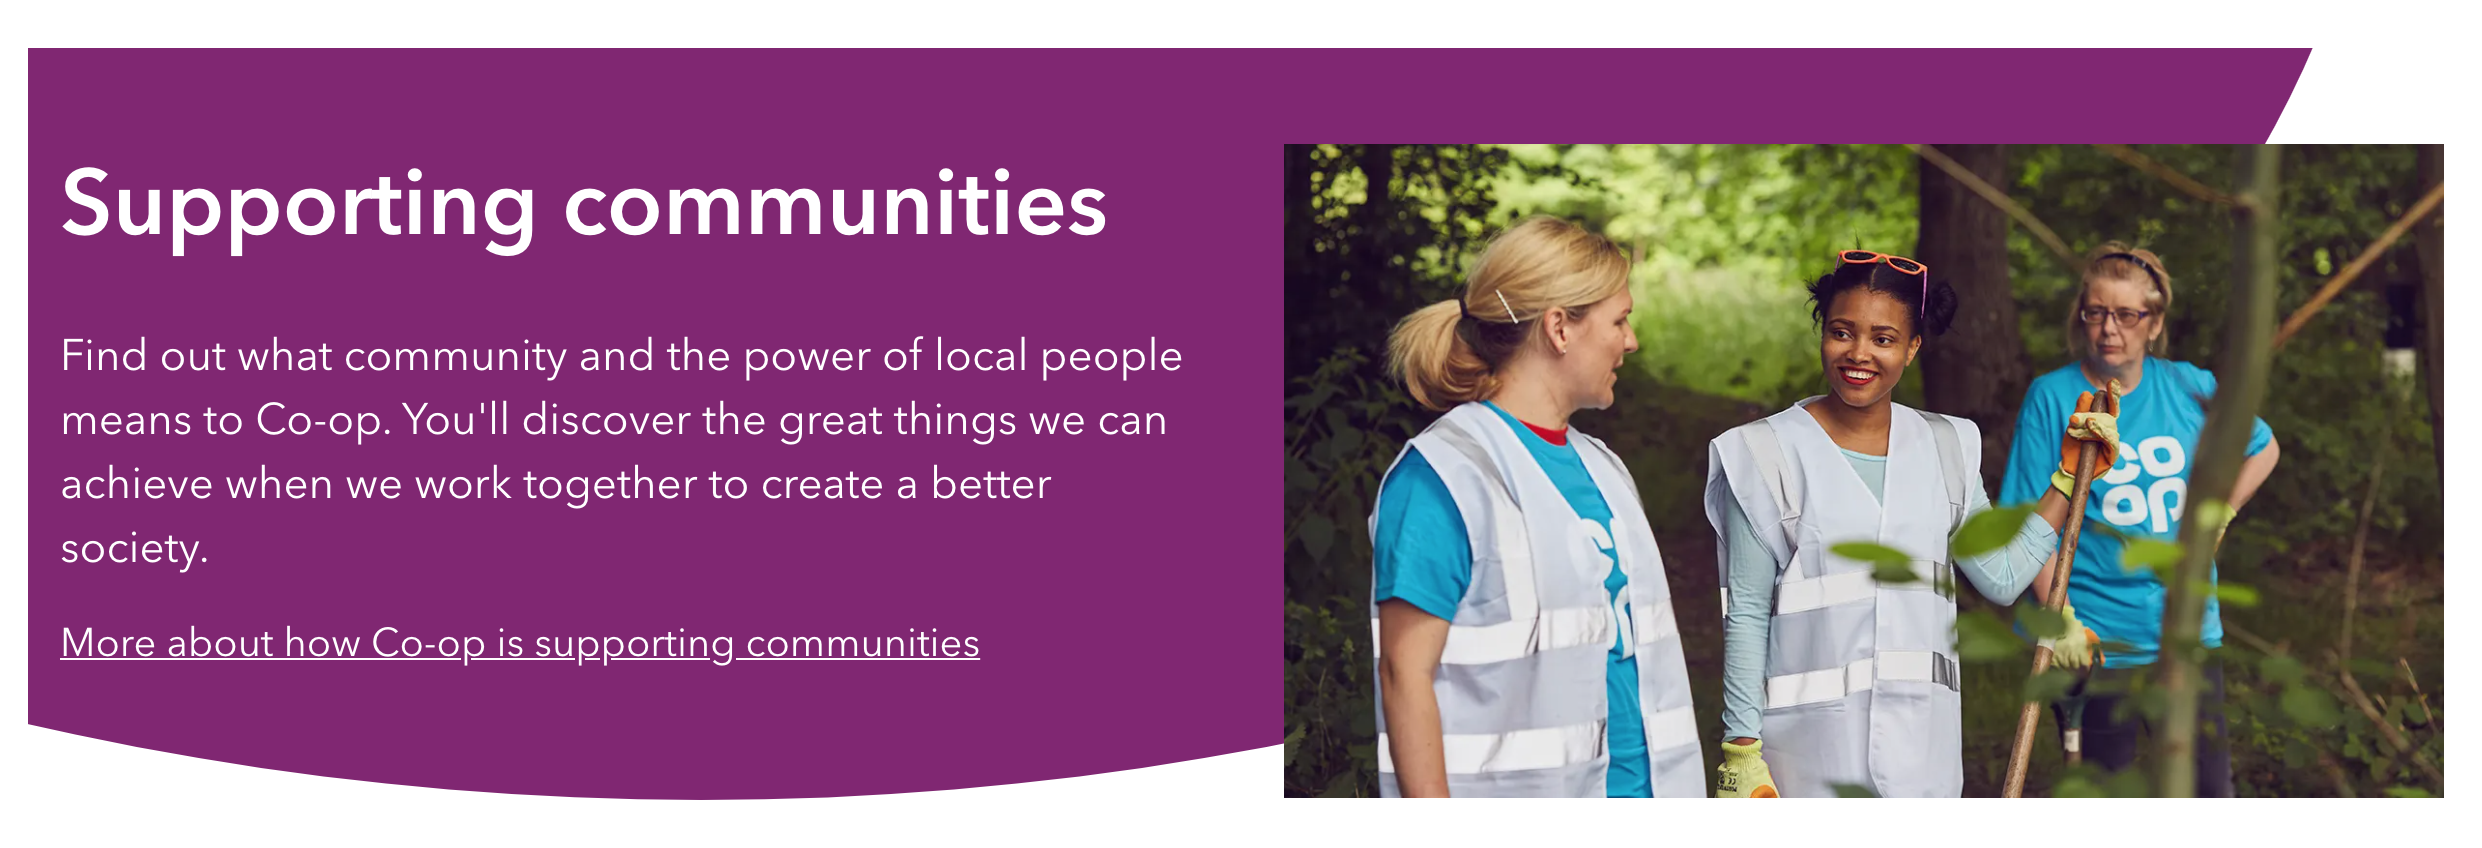 Supporting communities
Find out what community and the power of local people
means to Co-op. You'll discover the great things we can
achieve when we work together to create a better
society.
More about how Co-op is supporting communities
co
op